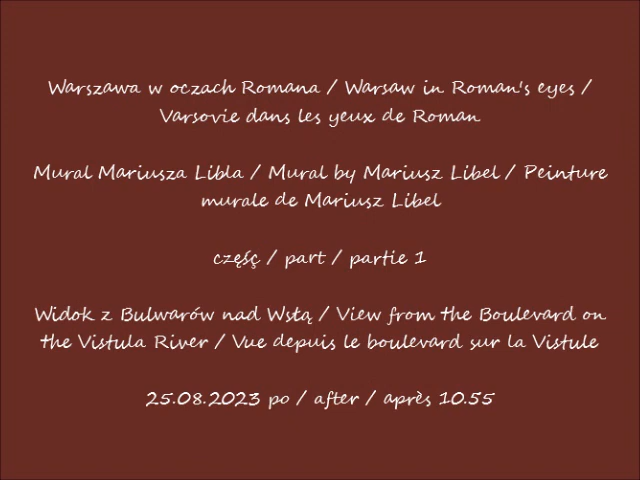 Warszawa w oczach Romana / Warsaw in Roman's eyes /
Varsovie dans les yeux de Roman
Mural Mariusza Libla / Mural by Mariusz Libel / Peinture
murale de Mariusz Libel
częśç / part / partie 1
Widok z Bulwarów nad Wsłą / View from the Boulevard on
the Vistula River / Vue depuis le boulevard sur la Vistule
25.08.2023 po / after / après 10.55